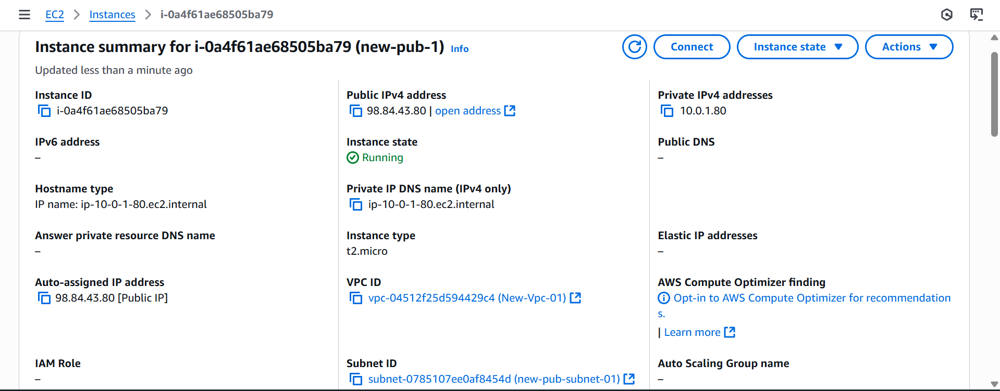 EC2 > Instances > i-0a4f61ae68505ba79
Instance summary for i-0a4f61ae68505ba79 (new-pub-1) Info
Connect
Instance state
Actions
Updated less than a minute ago
Instance ID
i-0a4f61ae68505ba79
Public IPv4 address
98.84.43.80 | open address
Private IPv4 addresses
10.0.1.80
IPv6 address
–
Instance state
Running
Public DNS
–
Hostname type
IP name: ip-10-0-1-80.ec2.internal
Private IP DNS name (IPv4 only)
ip-10-0-1-80.ec2.internal
Answer private resource DNS name
–
Instance type
t2.micro
Elastic IP addresses
–
Auto-assigned IP address
98.84.43.80 [Public IP]
VPC ID
vpc-04512f25d594429c4 (New-Vpc-01)
AWS Compute Optimizer finding
Opt-in to AWS Compute Optimizer for recommendation
s.
| Learn more
IAM Role
–
Subnet ID
subnet-0785107ee0af8454d (new-pub-subnet-01)
Auto Scaling Group name
–